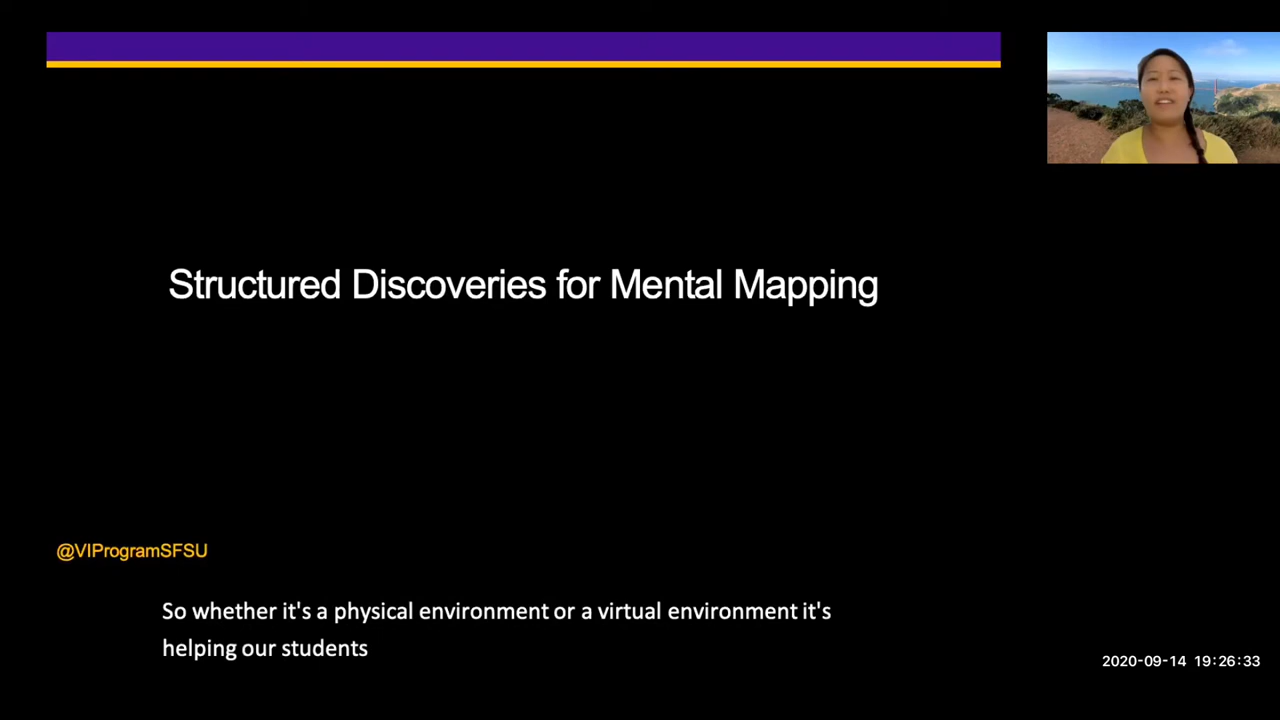 Structured Discoveries for Mental Mapping
@VIProgramSFSU
So whether it's a physical environment or a virtual environment it's
helping our students
2020-09-14 19:26:33